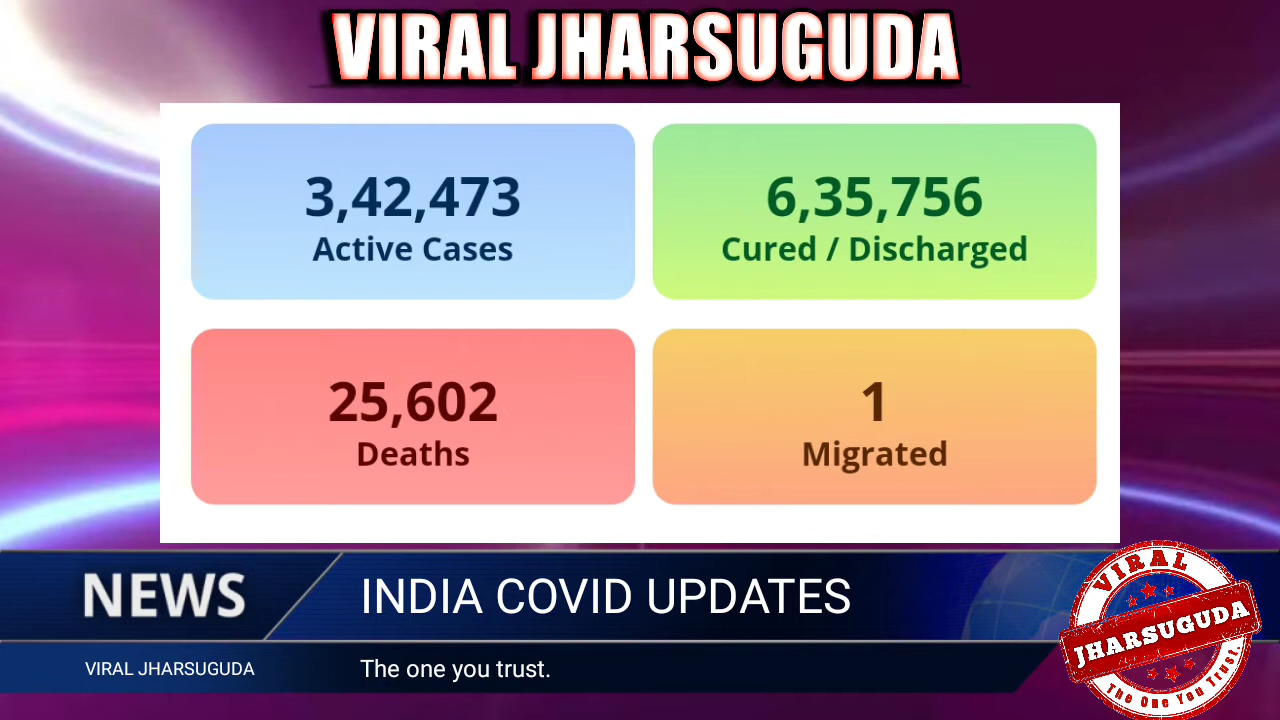 VIRAL JHARSUGUDA
3,42,473
Active Cases
6,35,756
Cured / Discharged
25,602
Deaths
1
Migrated
NEWS
INDIA COVID UPDATES
VIRAL JHARSUGUDA
The one you trust.
VIRAL
JHARSUGUDA
The One You Trust.